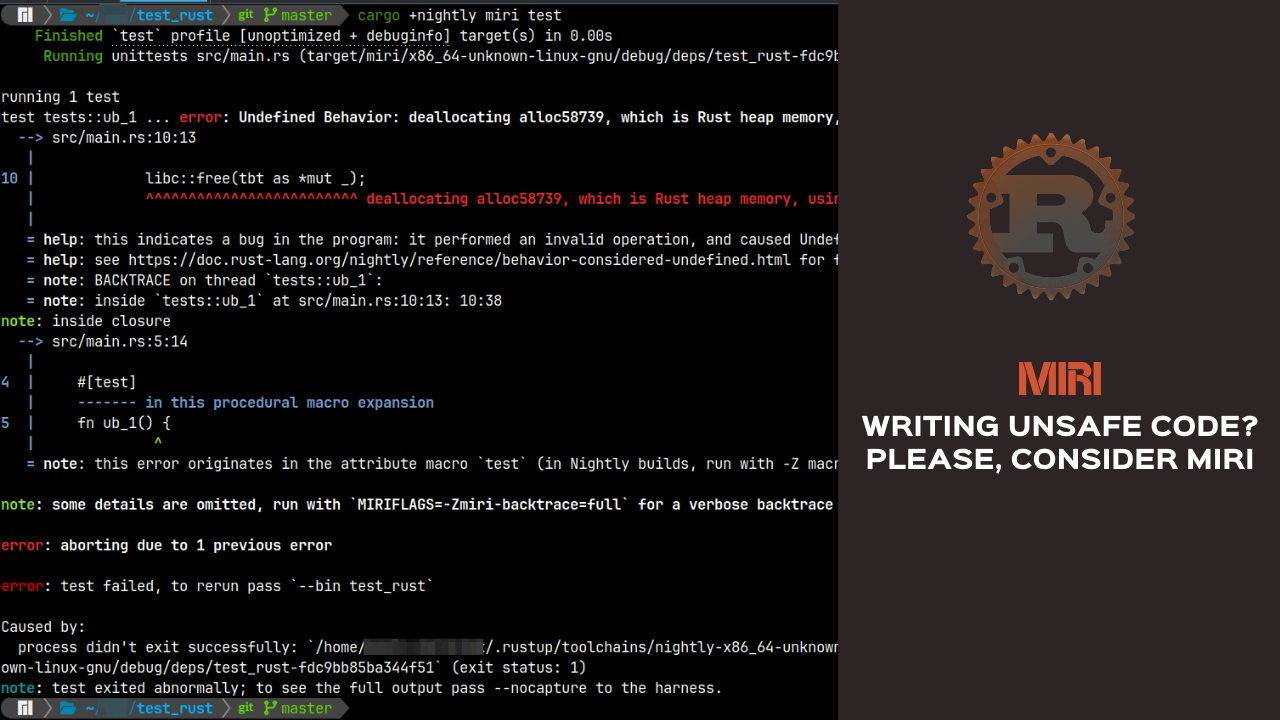 ~/ /test_rust git master cargo +nightly miri test
Finished `test` profile [unoptimized + debuginfo] target(s) in 0.00s
Running unittests src/main.rs (target/miri/x86_64-unknown-linux-gnu/debug/deps/test_rust-fdc9b
running 1 test
test tests::ub_1 ... error: Undefined Behavior: deallocating alloc58739, which is Rust heap memory,
--> src/main.rs:10:13
|
10 | libc::free(tbt as *mut _);
| ^^^^^^^^^^^^^^^^^^^^^^^^^ deallocating alloc58739, which is Rust heap memory, usin
|
= help: this indicates a bug in the program: it performed an invalid operation, and caused Undef
= help: see https://doc.rust-lang.org/nightly/reference/behavior-considered-undefined.html for f
= note: BACKTRACE on thread `tests::ub_1`:
= note: inside `tests::ub_1` at src/main.rs:10:13: 10:38
note: inside closure
--> src/main.rs:5:14
|
4 | #[test]
| ------- in this procedural macro expansion
5 | fn ub_1() {
| ^
= note: this error originates in the attribute macro `test` (in Nightly builds, run with -Z macr
note: some details are omitted, run with `MIRIFLAGS=-Zmiri-backtrace=full` for a verbose backtrace
error: aborting due to 1 previous error
error: test failed, to rerun pass `--bin test_rust`
Caused by:
process didn't exit successfully: `/home/ /.rustup/toolchains/nightly-x86_64-unknown
own-linux-gnu/debug/deps/test_rust-fdc9bb85ba344f51` (exit status: 1)
note: test exited abnormally; to see the full output pass --nocapture to the harness.
~/ /test_rust git master
R
MIRI
WRITING UNSAFE CODE?
PLEASE, CONSIDER MIRI